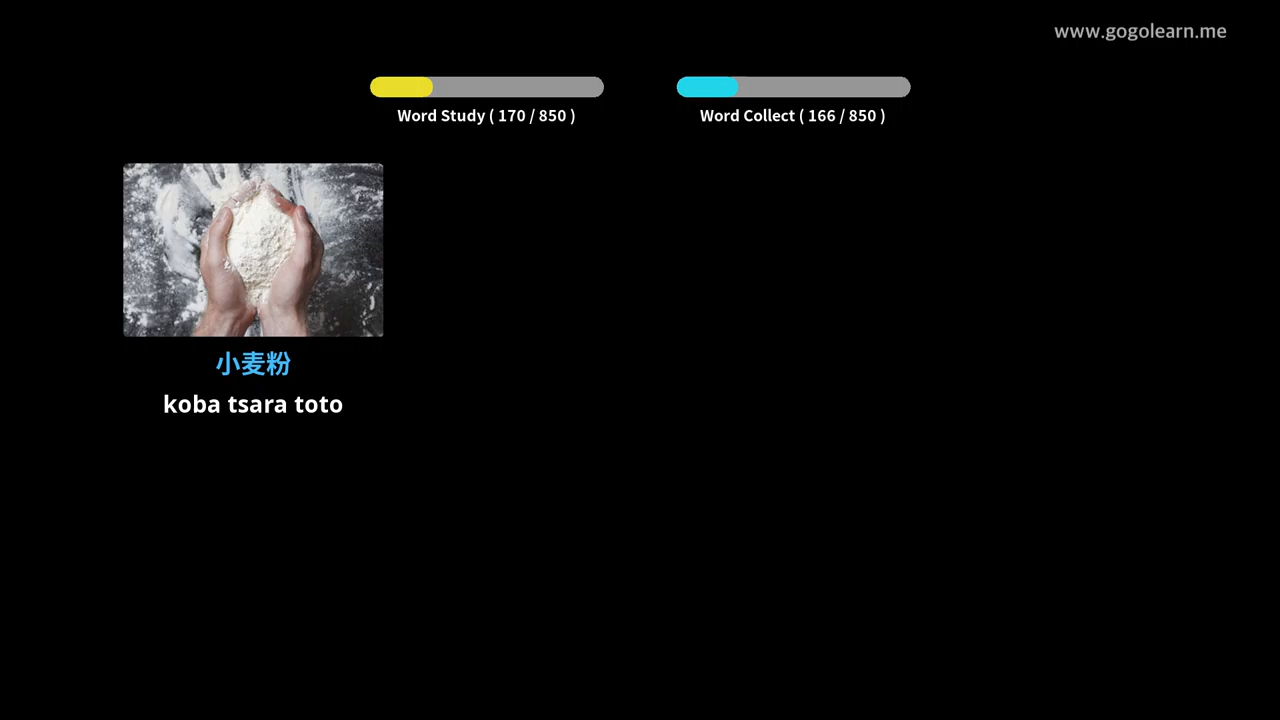 www.gogolearn.me
Word Study ( 170 / 850 )
Word Collect ( 166 / 850 )
小麦粉
koba tsara toto